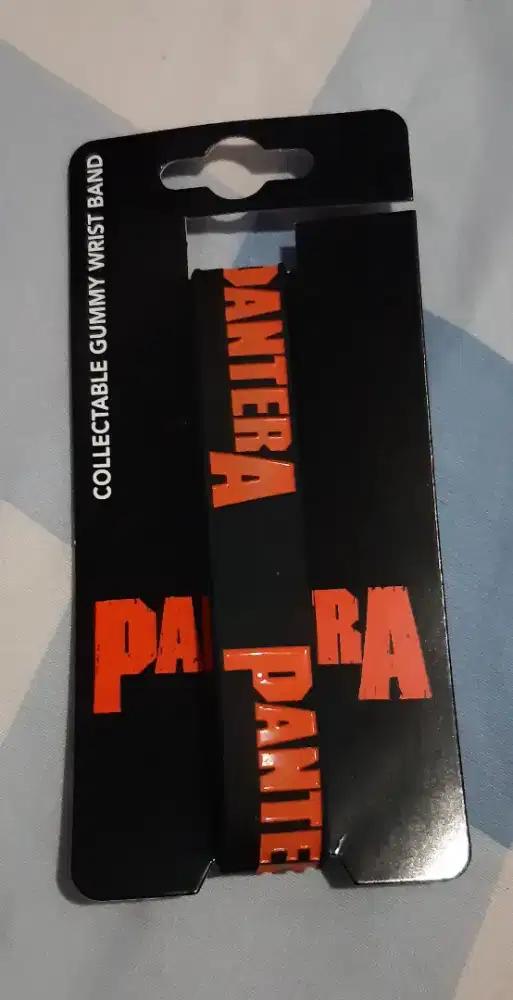 COLLECTABLE GUMMY WRIST BAND
PANTERA
PA RA
PANTE